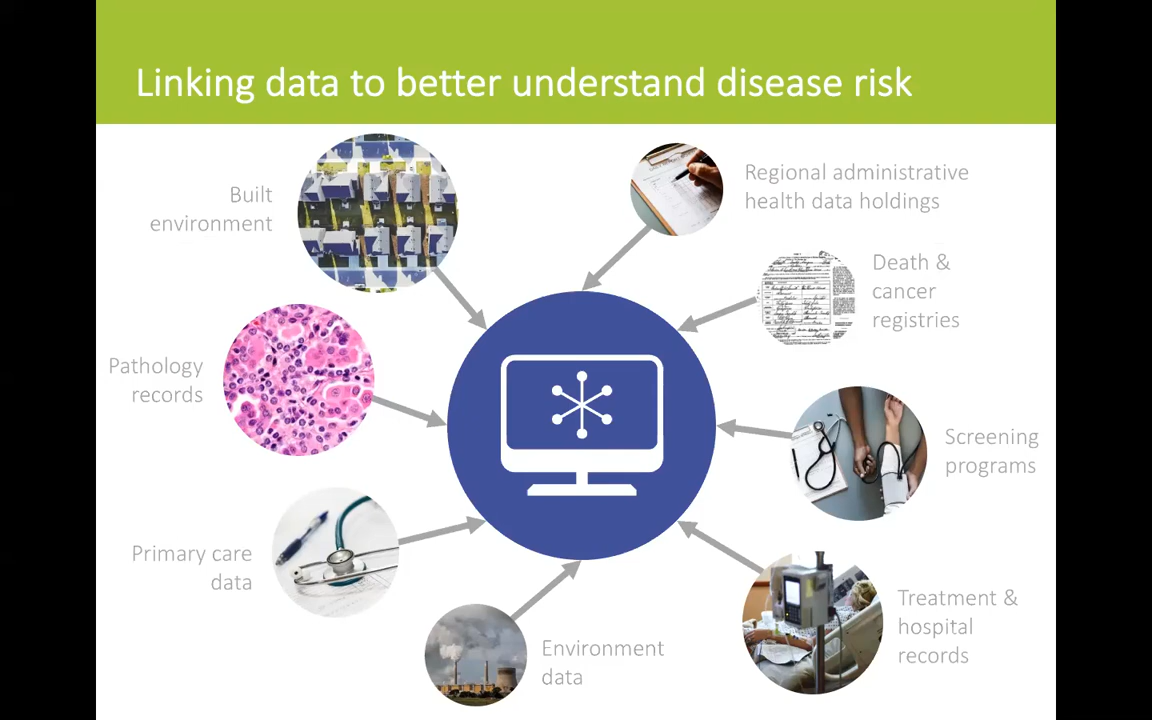 Linking data to better understand disease risk
Built
environment
Regional administrative
health data holdings
Death &
cancer
registries
Pathology
records
Screening
programs
Primary care
data
Treatment &
hospital
records
Environment
data